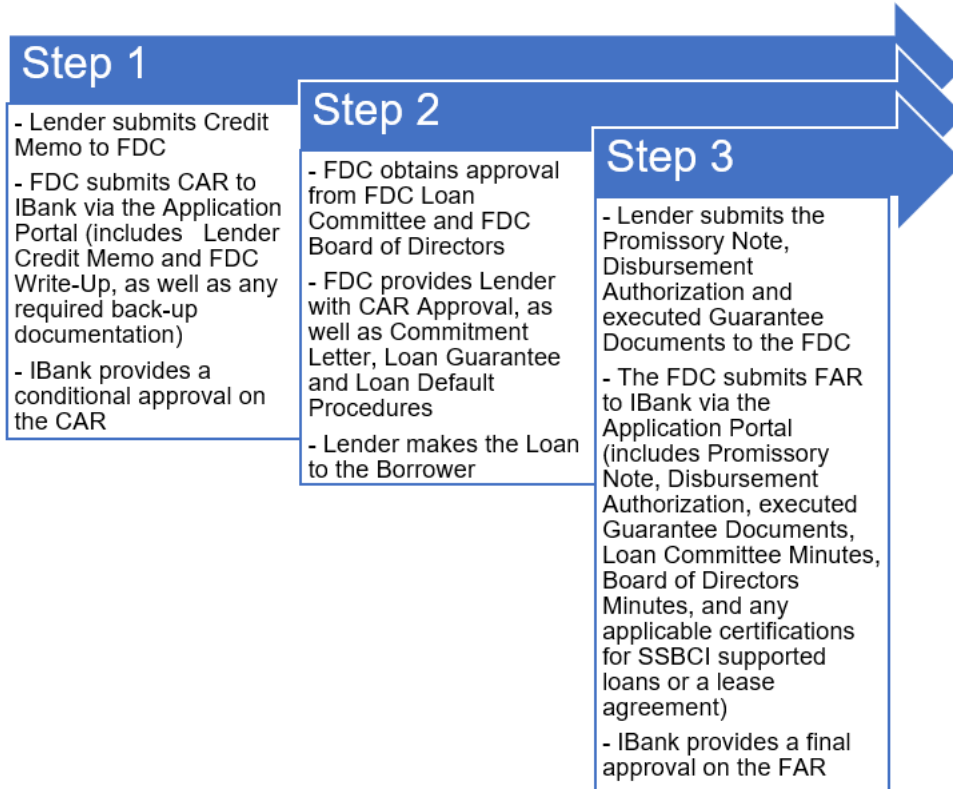 Step 1
- Lender submits Credit
Memo to FDC
- FDC submits CAR to
IBank via the Application
Portal (includes Lender
Credit Memo and FDC
Write-Up, as well as any
required back-up
documentation)
- IBank provides a
conditional approval on
the CAR
Step 2
- FDC obtains approval
from FDC Loan
Committee and FDC
Board of Directors
- FDC provides Lender
with CAR Approval, as
well as Commitment
Letter, Loan Guarantee
and Loan Default
Procedures
- Lender makes the Loan
to the Borrower
Step 3
- Lender submits the
Promissory Note,
Disbursement
Authorization and
executed Guarantee
Documents to the FDC
- The FDC submits FAR
to IBank via the
Application Portal
(includes Promissory
Note, Disbursement
Authorization, executed
Guarantee Documents,
Loan Committee Minutes,
Board of Directors
Minutes, and any
applicable certifications
for SSBCI supported
loans or a lease
agreement)
- IBank provides a final
approval on the FAR